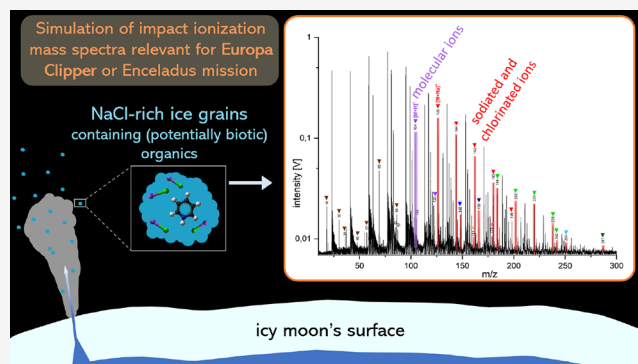 Simulation of impact ionization
mass spectra relevant for Europa
Clipper or Enceladus mission
NaCl-rich ice grains
containing (potentially biotic)
organics
molecular ions
sodiated and
chlorinated ions
Intensity [V]
1
0,1
0,01
50 100 150 200 250 300
m/z
icy moon's surface